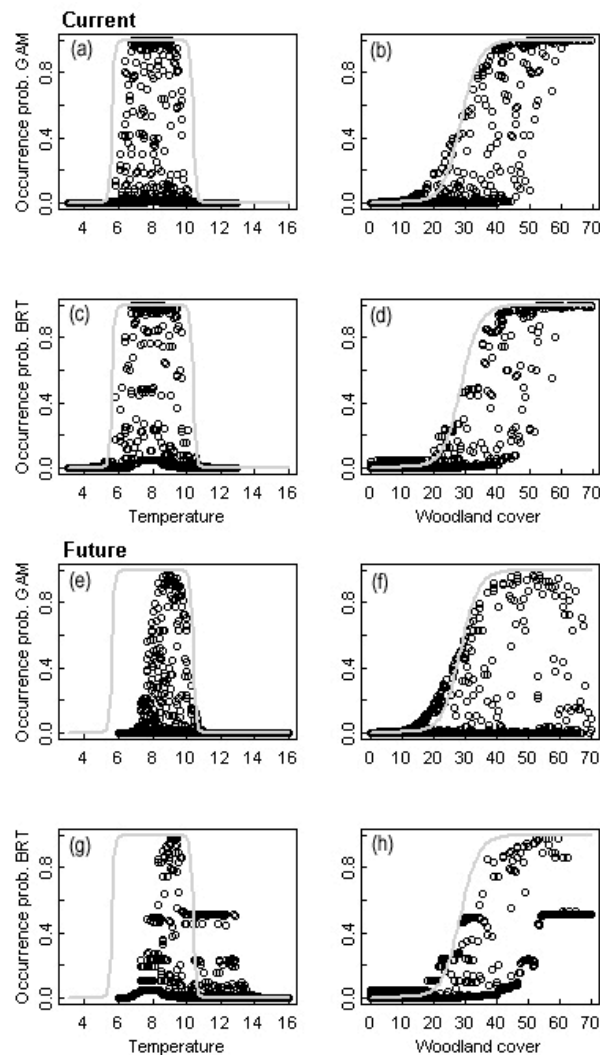 Current
(a)
Occurrence prob. GAM
0.0 0.4 0.8
4 6 8 10 12 14 16
(b)
0.0 0.4 0.8
0 10 20 30 40 50 60 70
(c)
Occurrence prob. BRT
0.0 0.4 0.8
4 6 8 10 12 14 16
Temperature
(d)
0.0 0.4 0.8
0 10 20 30 40 50 60 70
Woodland cover
Future
(e)
Occurrence prob. GAM
0.0 0.4 0.8
4 6 8 10 12 14 16
(f)
0.0 0.4 0.8
0 10 20 30 40 50 60 70
(g)
Occurrence prob. BRT
0.0 0.4 0.8
4 6 8 10 12 14 16
Temperature
(h)
0.0 0.4 0.8
0 10 20 30 40 50 60 70
Woodland cover